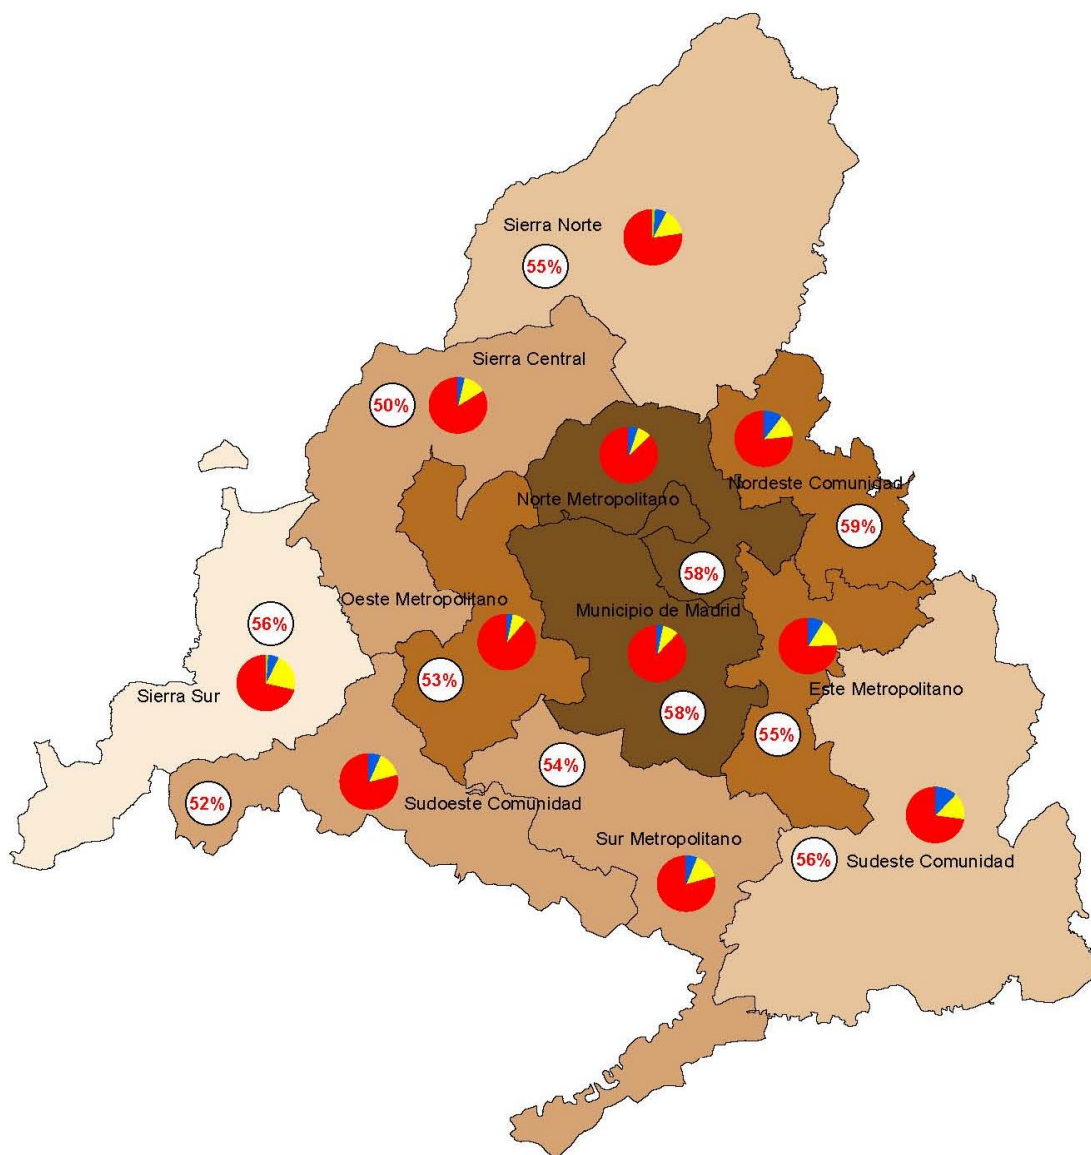 Sierra Norte
55%
Sierra Central
50%
Norte Metropolitano
Nordeste Comunidad
59%
58%
Oeste Metropolitano
Municipio de Madrid
56%
53%
Sierra Sur
Este Metropolitano
58%
55%
54%
52%
Sudoeste Comunidad
Sur Metropolitano
56%
Sudeste Comunidad